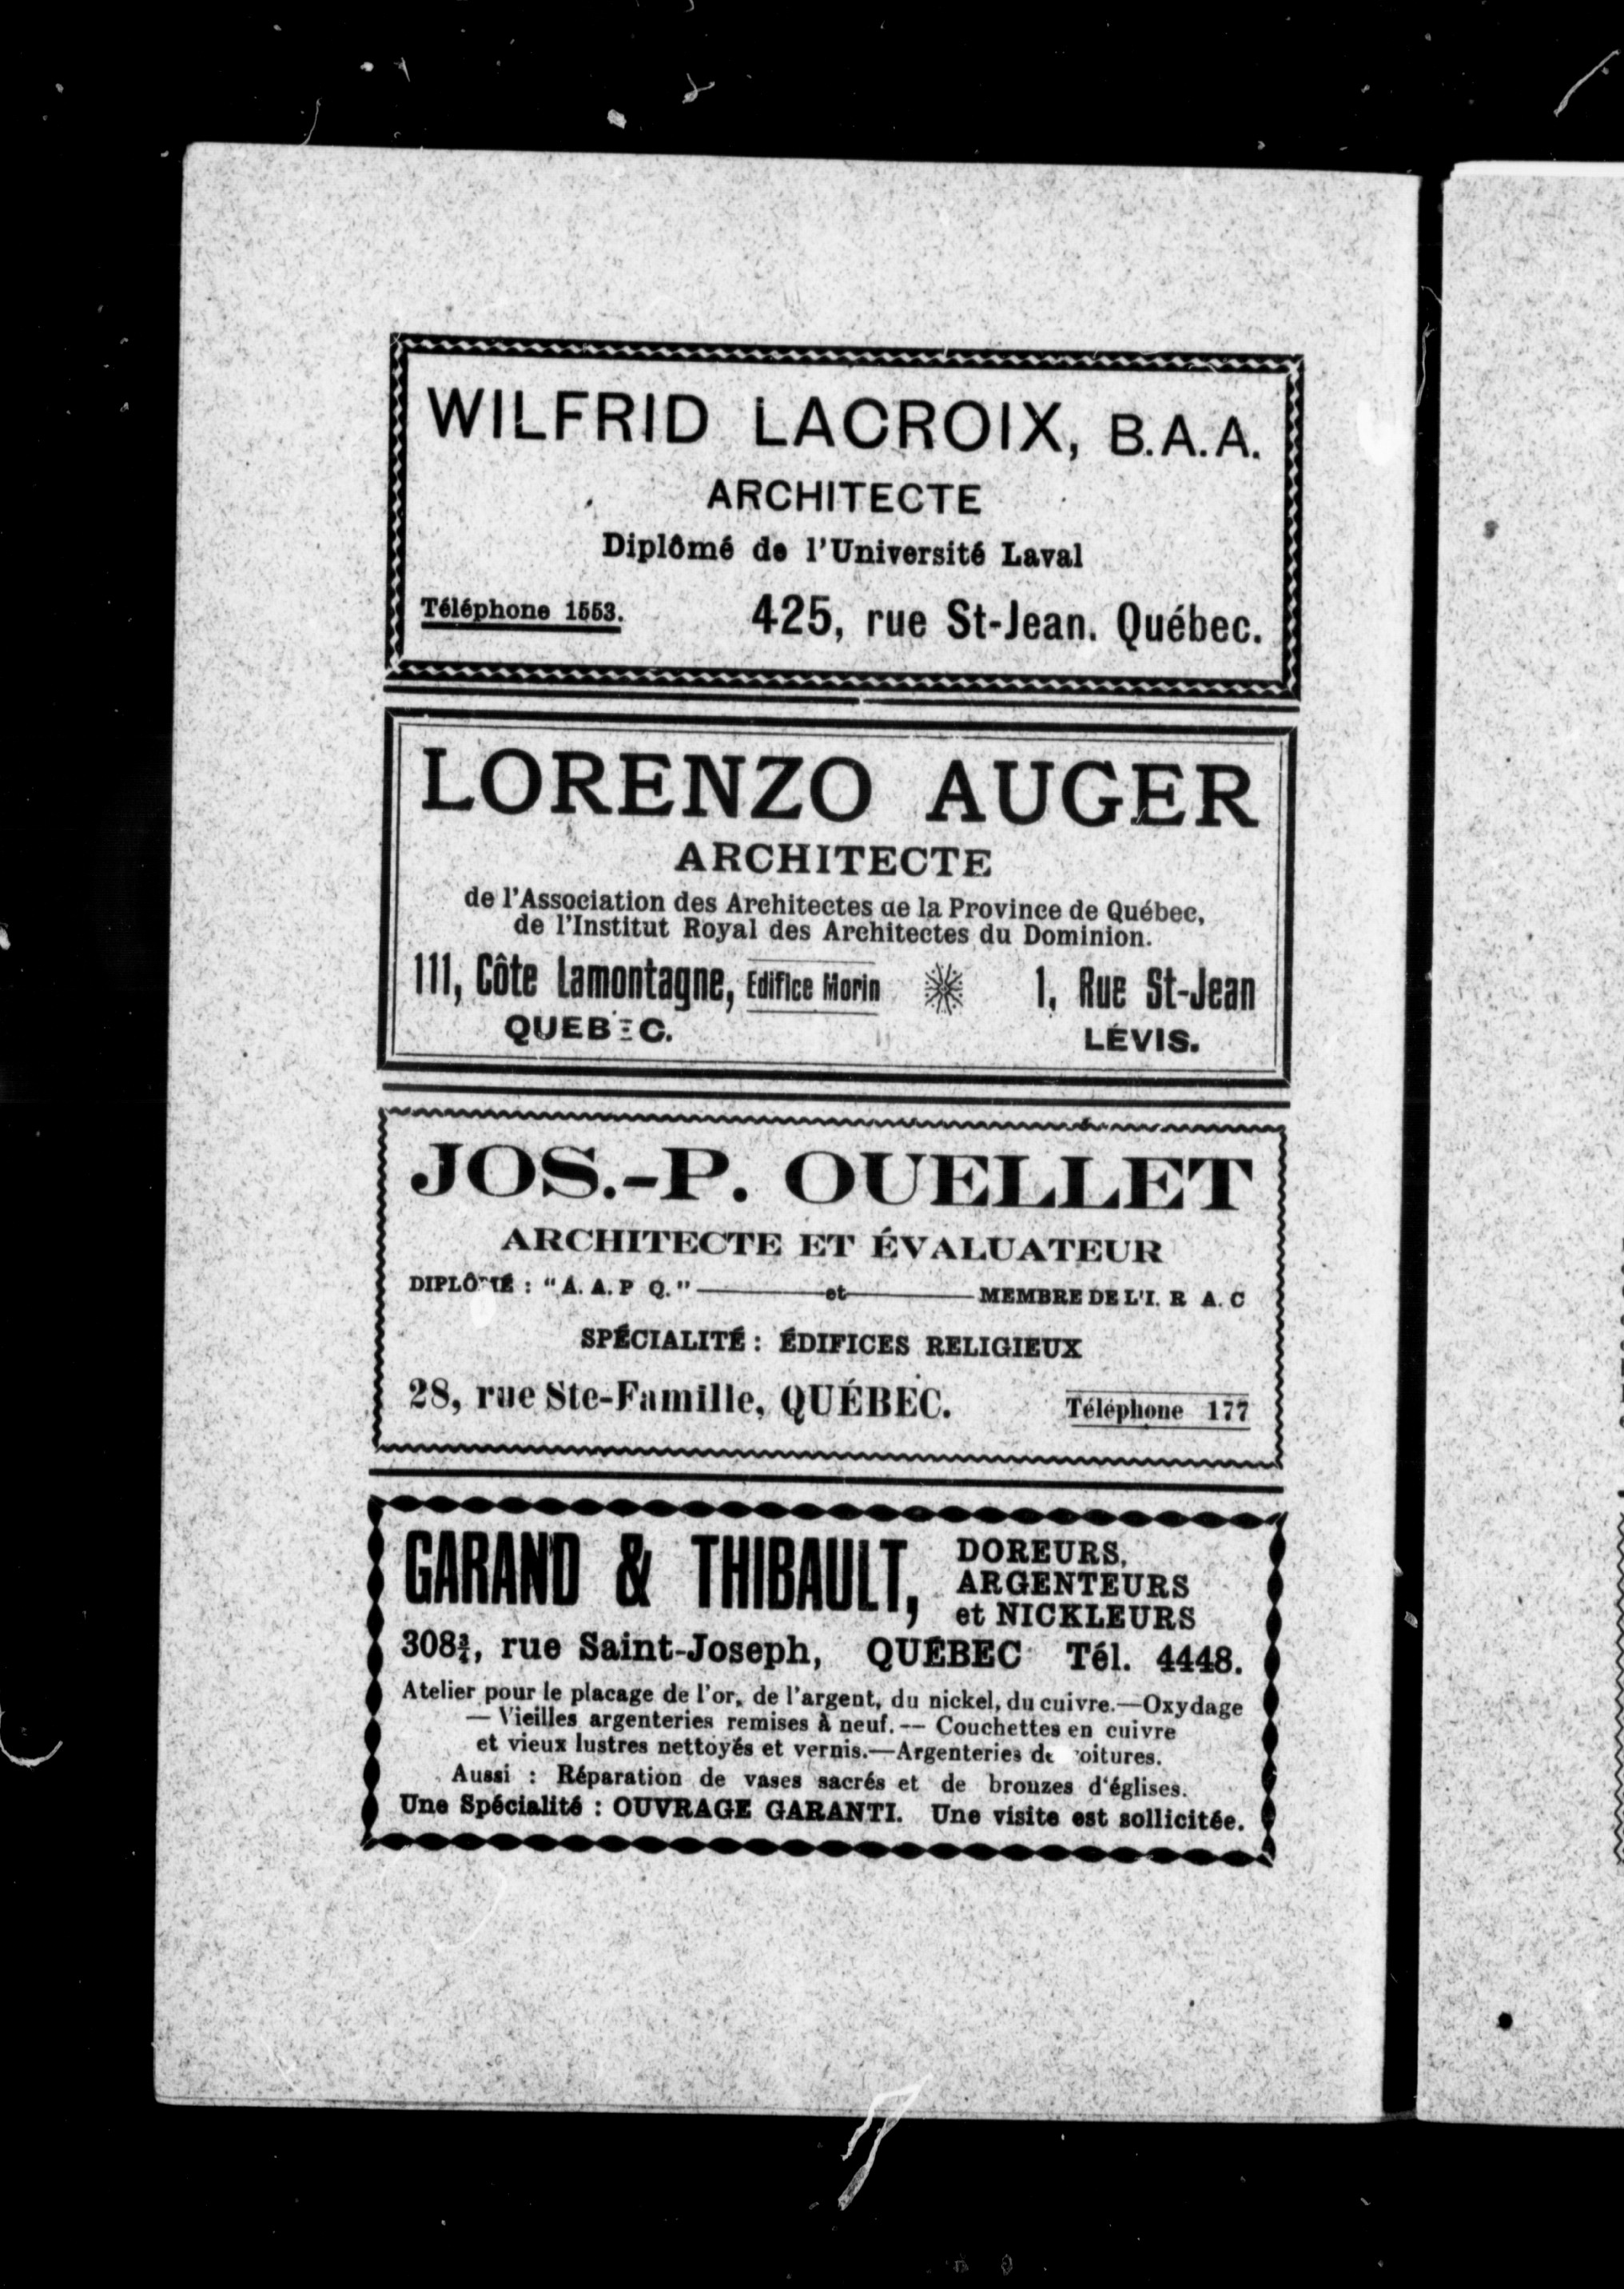 WILFRID LACROIX, B.A.A.
ARCHITECTE
Diplômé de l'Université Laval
Téléphone 1553. 425, rue St-Jean. Québec.
LORENZO AUGER
ARCHITECTE
de l'Association des Architectes de la Province de Québec,
de l'Institut Royal des Architectes du Dominion.
111, Côte Lamontagne, Edifice Morin 1, Rue St-Jean
QUEBEC. LÉVIS.
JOS.-P. OUELLET
ARCHITECTE ET ÉVALUATEUR
DIPLÔMÉ : "A. A. P Q." — et — MEMBRE DE L'I. R A. C
SPÉCIALITÉ : ÉDIFICES RELIGIEUX
28, rue Ste-Famille, QUÉBEC. Téléphone 177
GARAND & THIBAULT, DOREURS,
ARGENTEURS
et NICKLEURS
308¾, rue Saint-Joseph, QUÉBEC Tél. 4448.
Atelier pour le placage de l'or, de l'argent, du nickel, du cuivre.—Oxydage
— Vieilles argenteries remises à neuf. -- Couchettes en cuivre
et vieux lustres nettoyés et vernis.—Argenteries de voitures.
Aussi : Réparation de vases sacrés et de bronzes d'églises.
Une Spécialité : OUVRAGE GARANTI. Une visite est sollicitée.